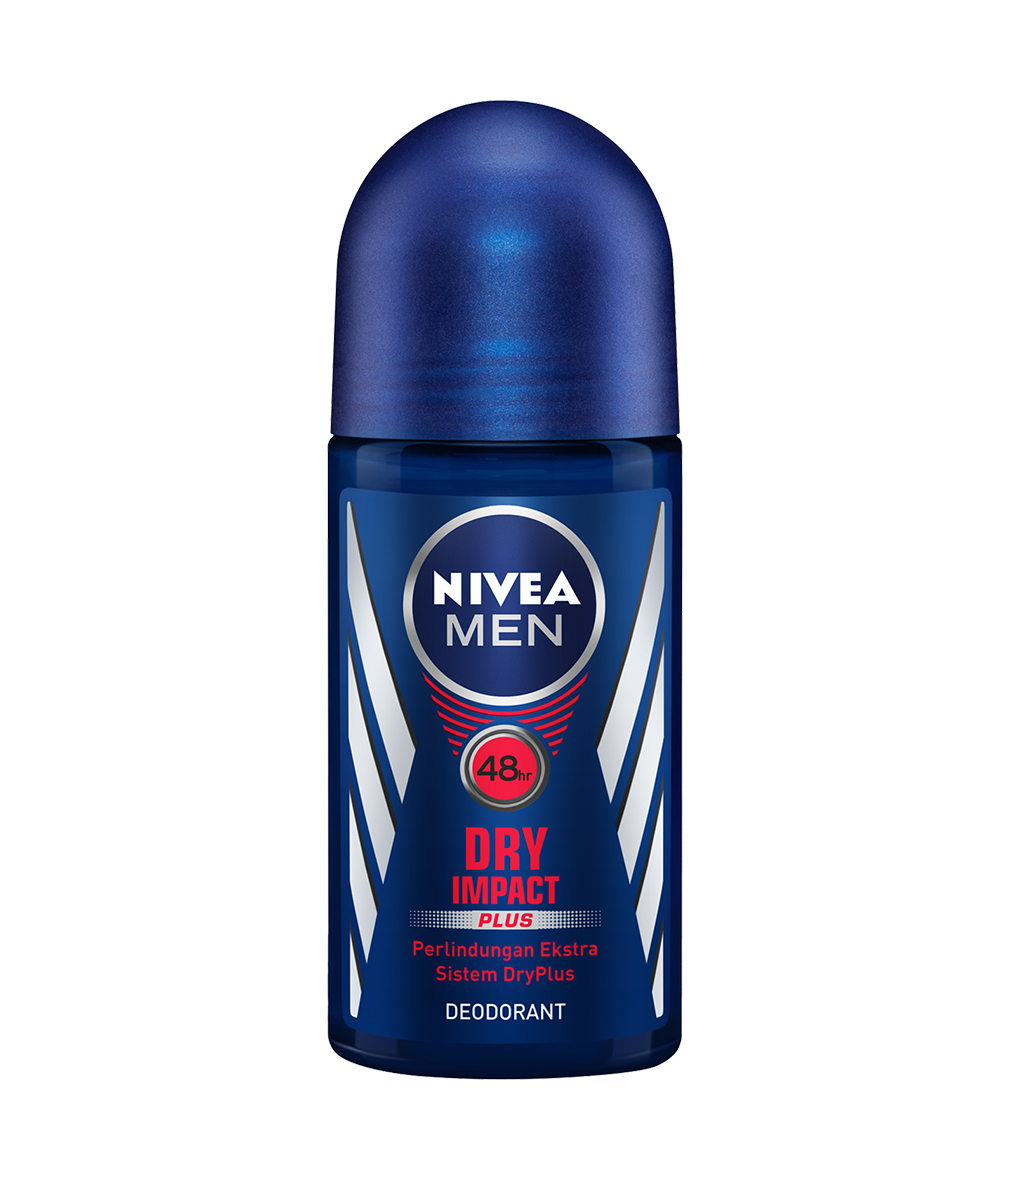 NIVEA
MEN
48hr
DRY
IMPACT
PLUS
Perlindungan Ekstra
Sistem DryPlus
DEODORANT